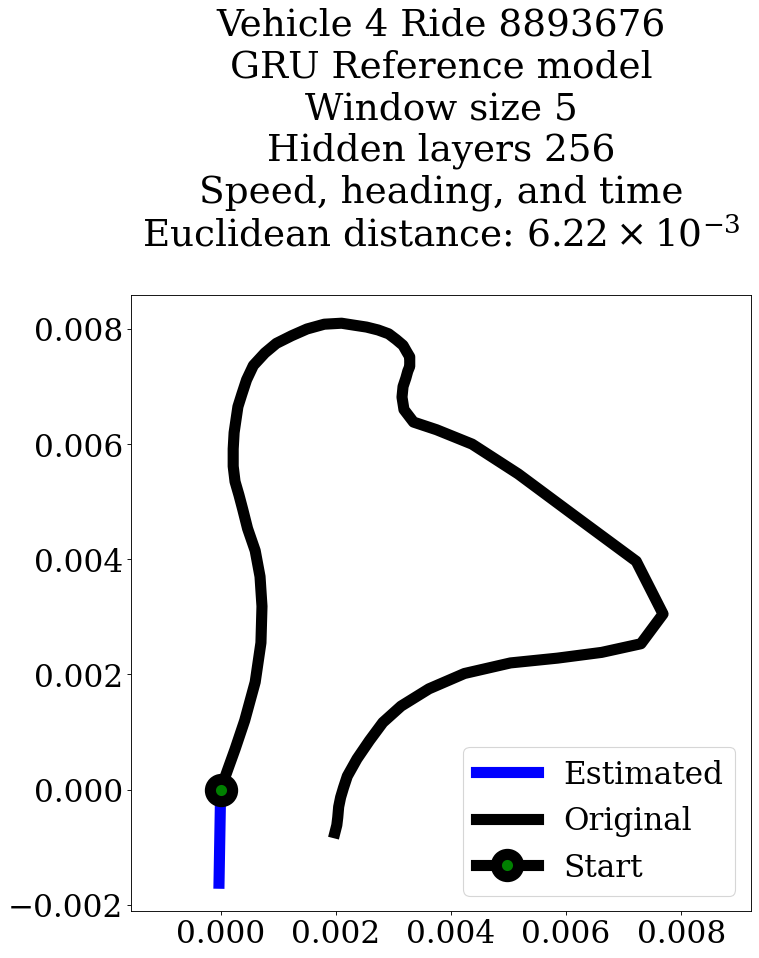 Vehicle 4 Ride 8893676
GRU Reference model
Window size 5
Hidden layers 256
Speed, heading, and time
Euclidean distance: 6.22 × 10⁻³
0.008
0.006
0.004
0.002
0.000
−0.002
Estimated
Original
Start
0.000 0.002 0.004 0.006 0.008